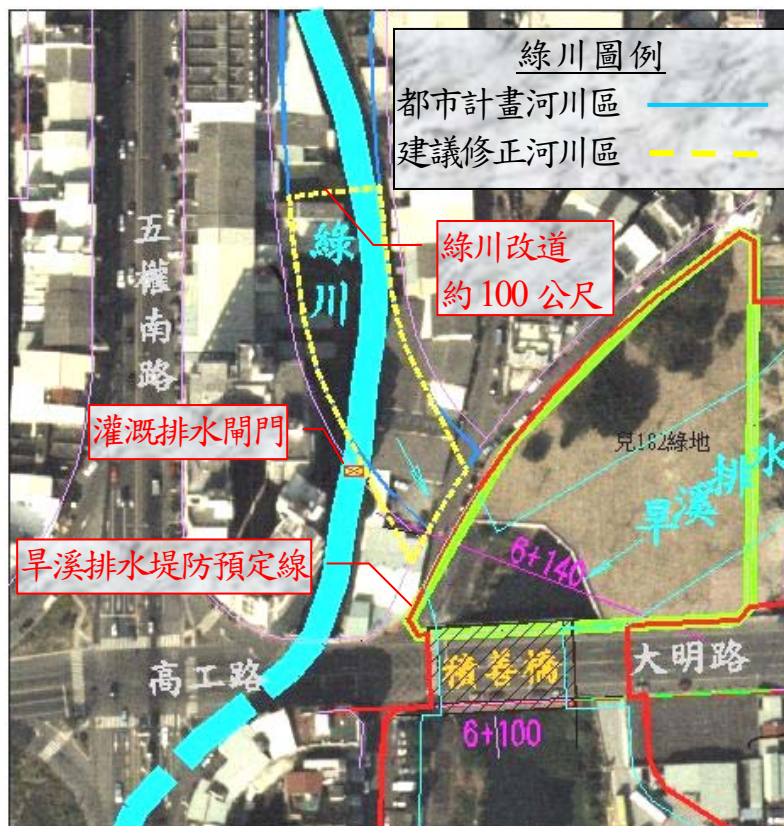 綠川圖例
都市計畫河川區
建議修正河川區
五權南路
綠川
綠川改道
約100公尺
灌溉排水閘門
兒182綠地
旱溪排水
旱溪排水堤防預定線
6+140
高工路
積善橋
大明路
6+100